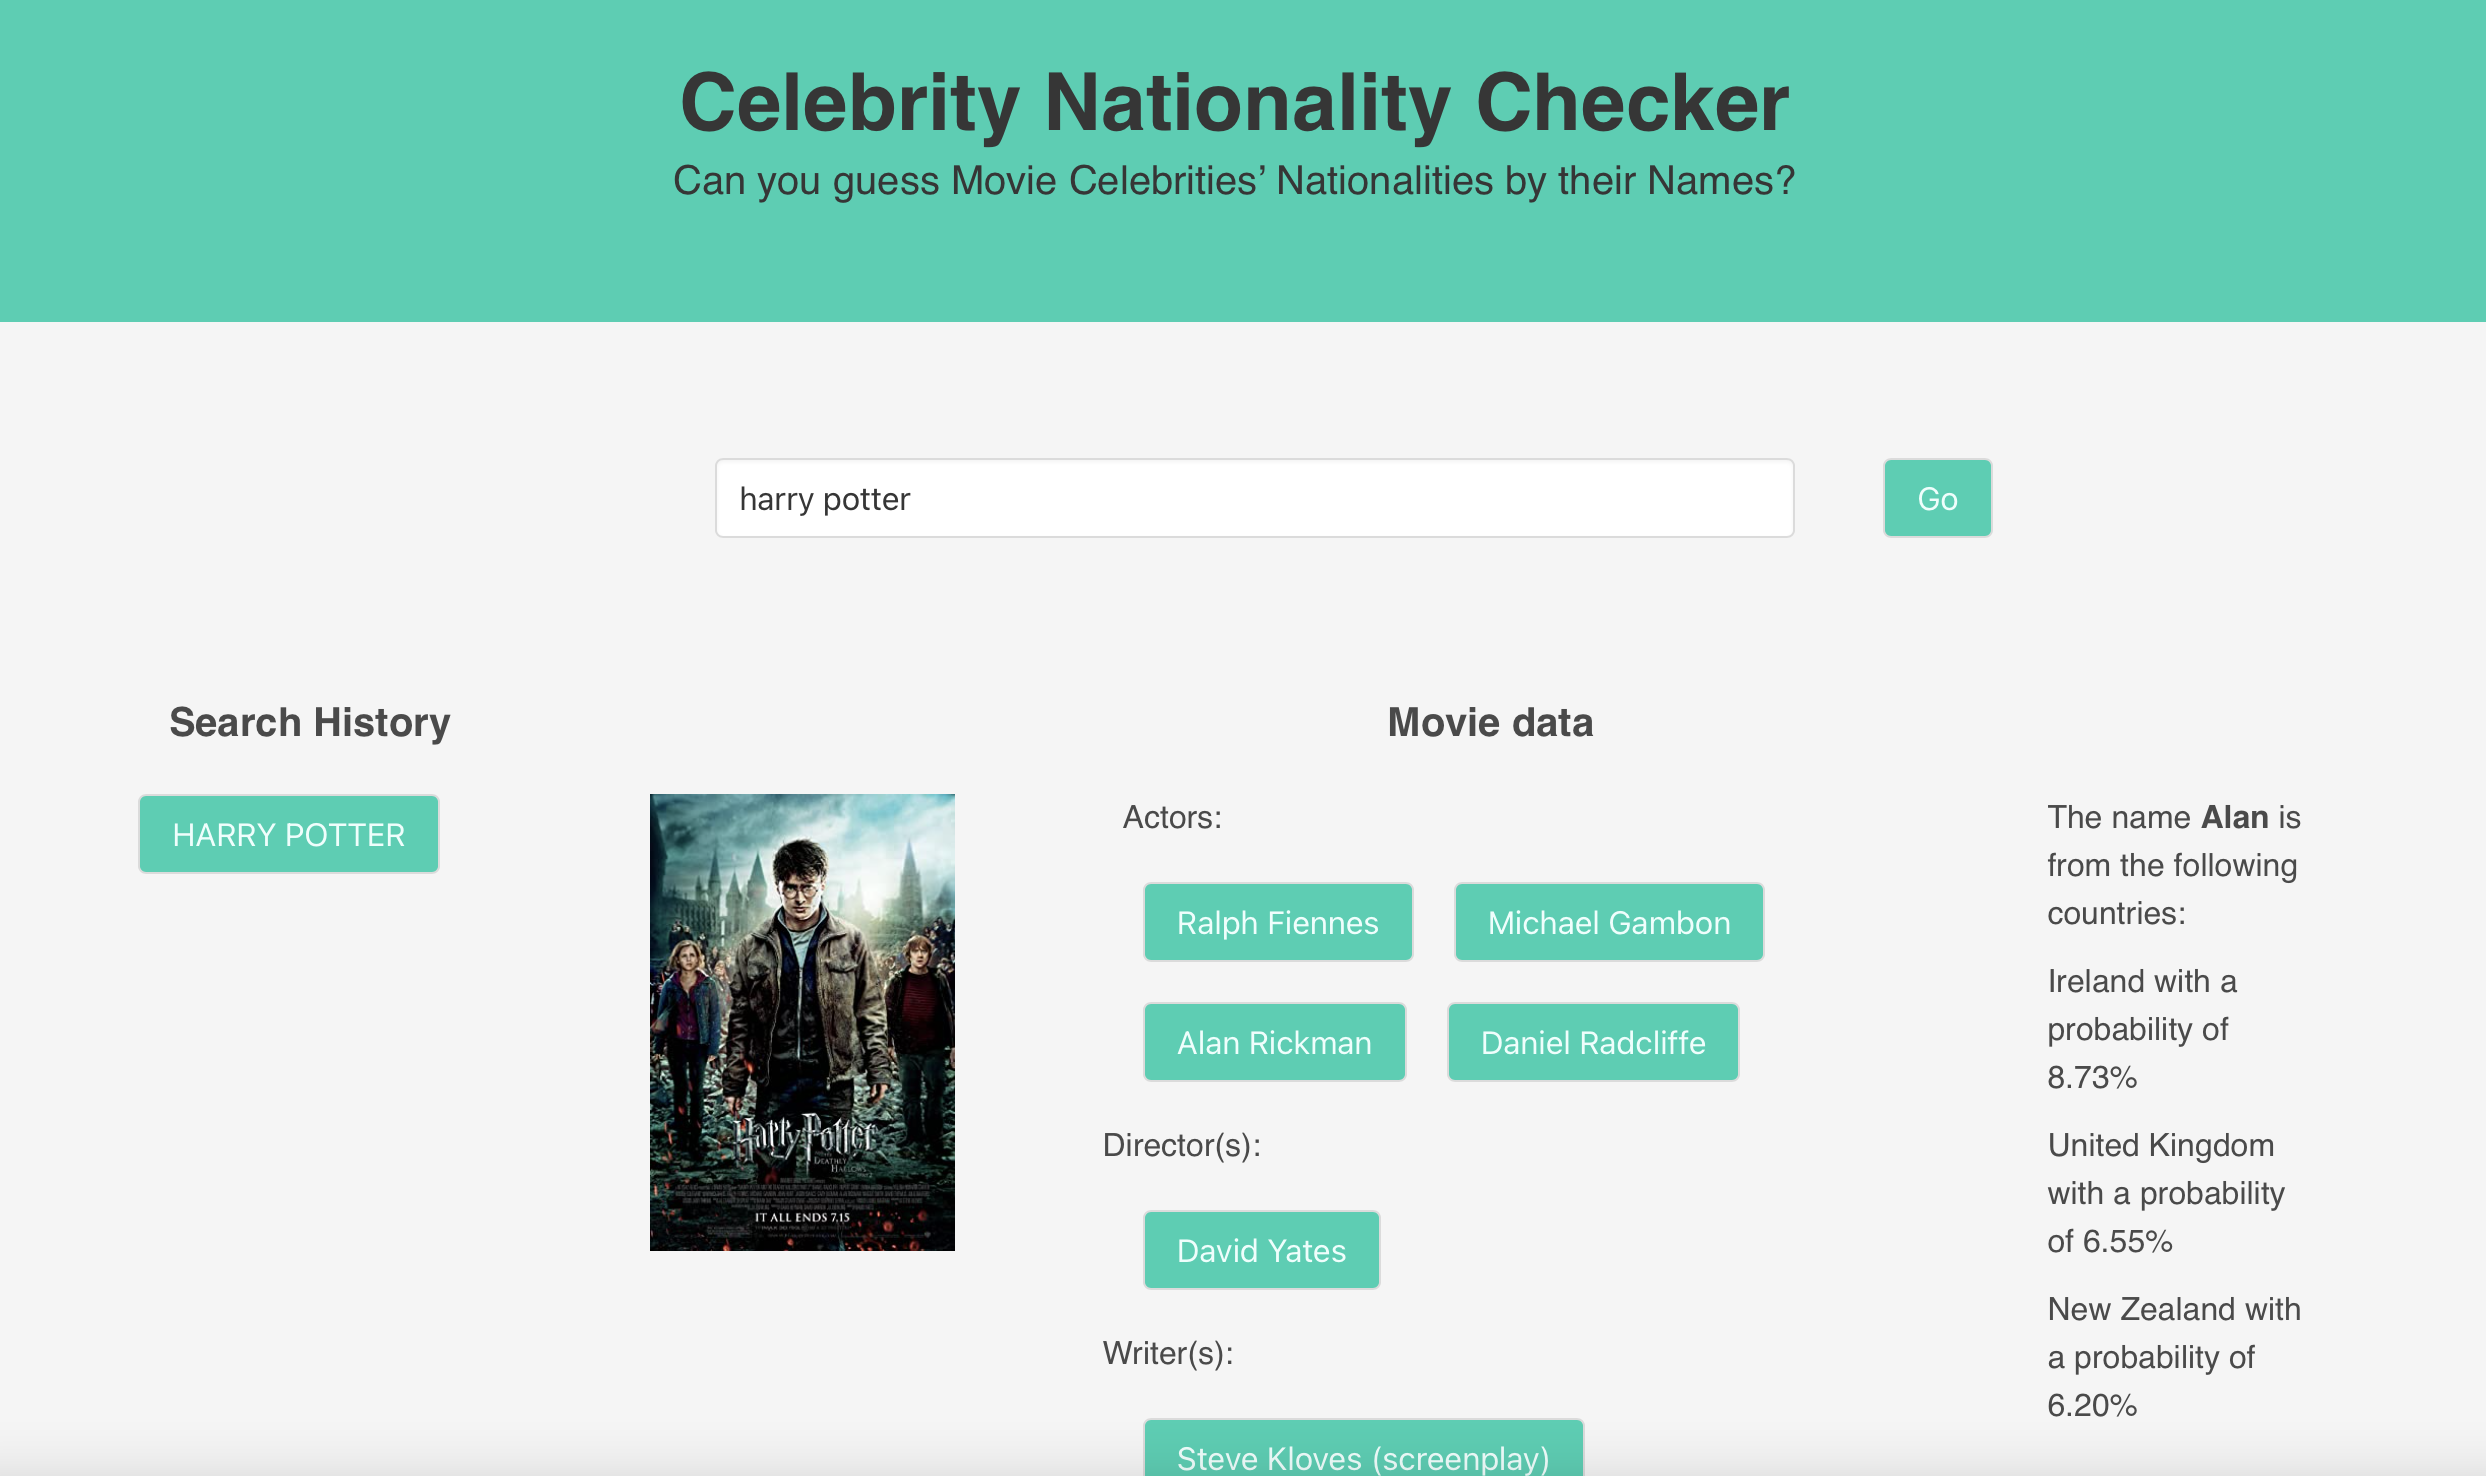 Celebrity Nationality Checker
Can you guess Movie Celebrities’ Nationalities by their Names?
harry potter
Go
Search History
HARRY POTTER
Movie data
Harry Potter
DEATHLY
HALLOWS
IT ALL ENDS 7.15
Actors:
Ralph Fiennes
Michael Gambon
Alan Rickman
Daniel Radcliffe
Director(s):
David Yates
Writer(s):
Steve Kloves (screenplay)
The name Alan is
from the following
countries:
Ireland with a
probability of
8.73%
United Kingdom
with a probability
of 6.55%
New Zealand with
a probability of
6.20%